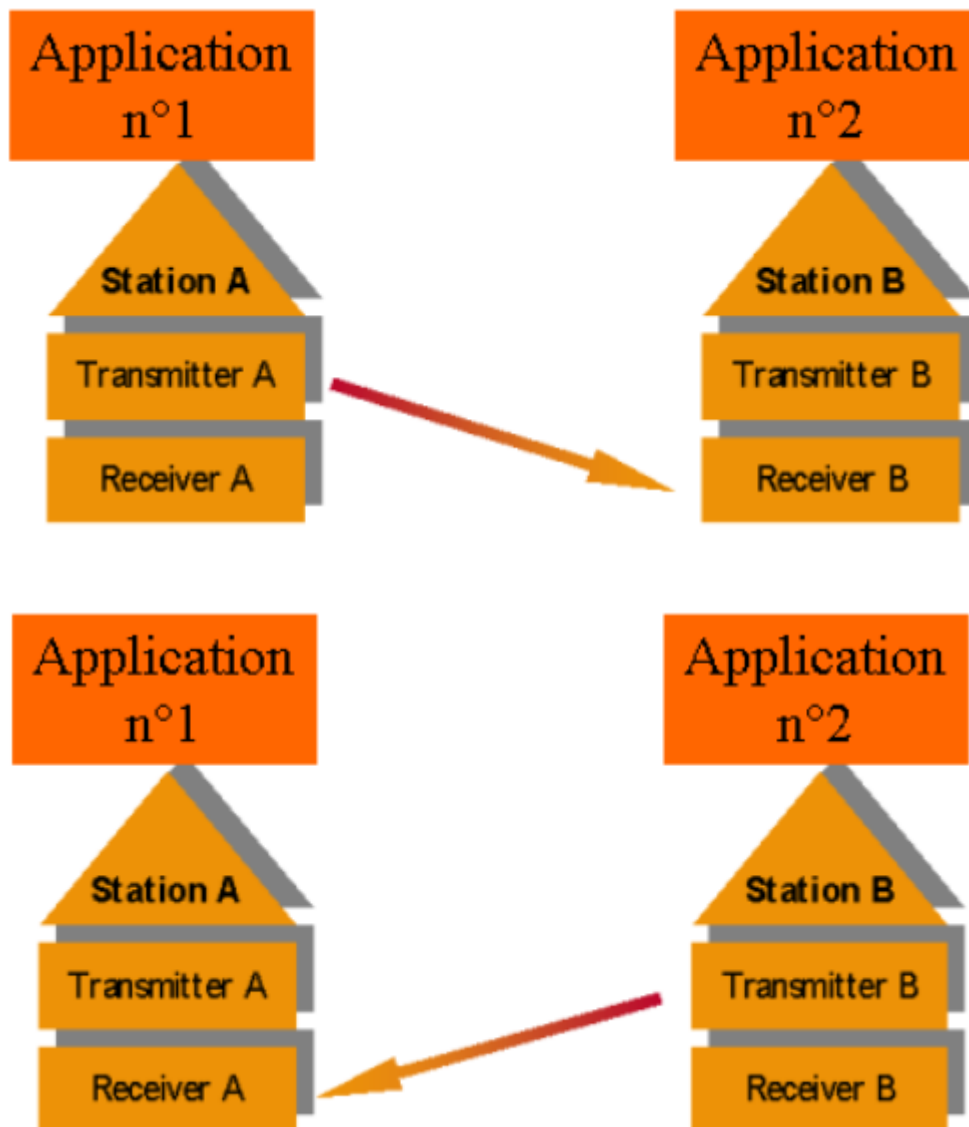 Application
n°1
Application
n°2
Station A
Station B
Transmitter A
Transmitter B
Receiver A
Receiver B
Application
n°1
Application
n°2
Station A
Station B
Transmitter A
Transmitter B
Receiver A
Receiver B